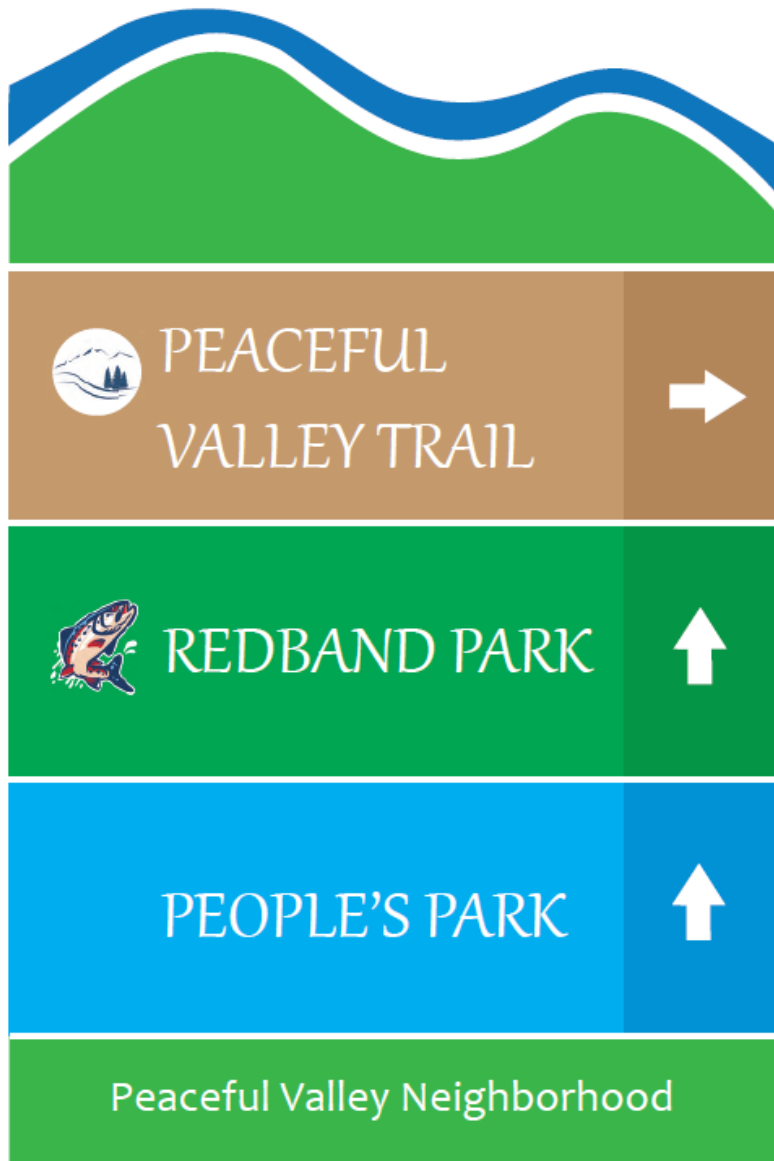 PEACEFUL
VALLEY TRAIL
REDBAND PARK
PEOPLE’S PARK
Peaceful Valley Neighborhood